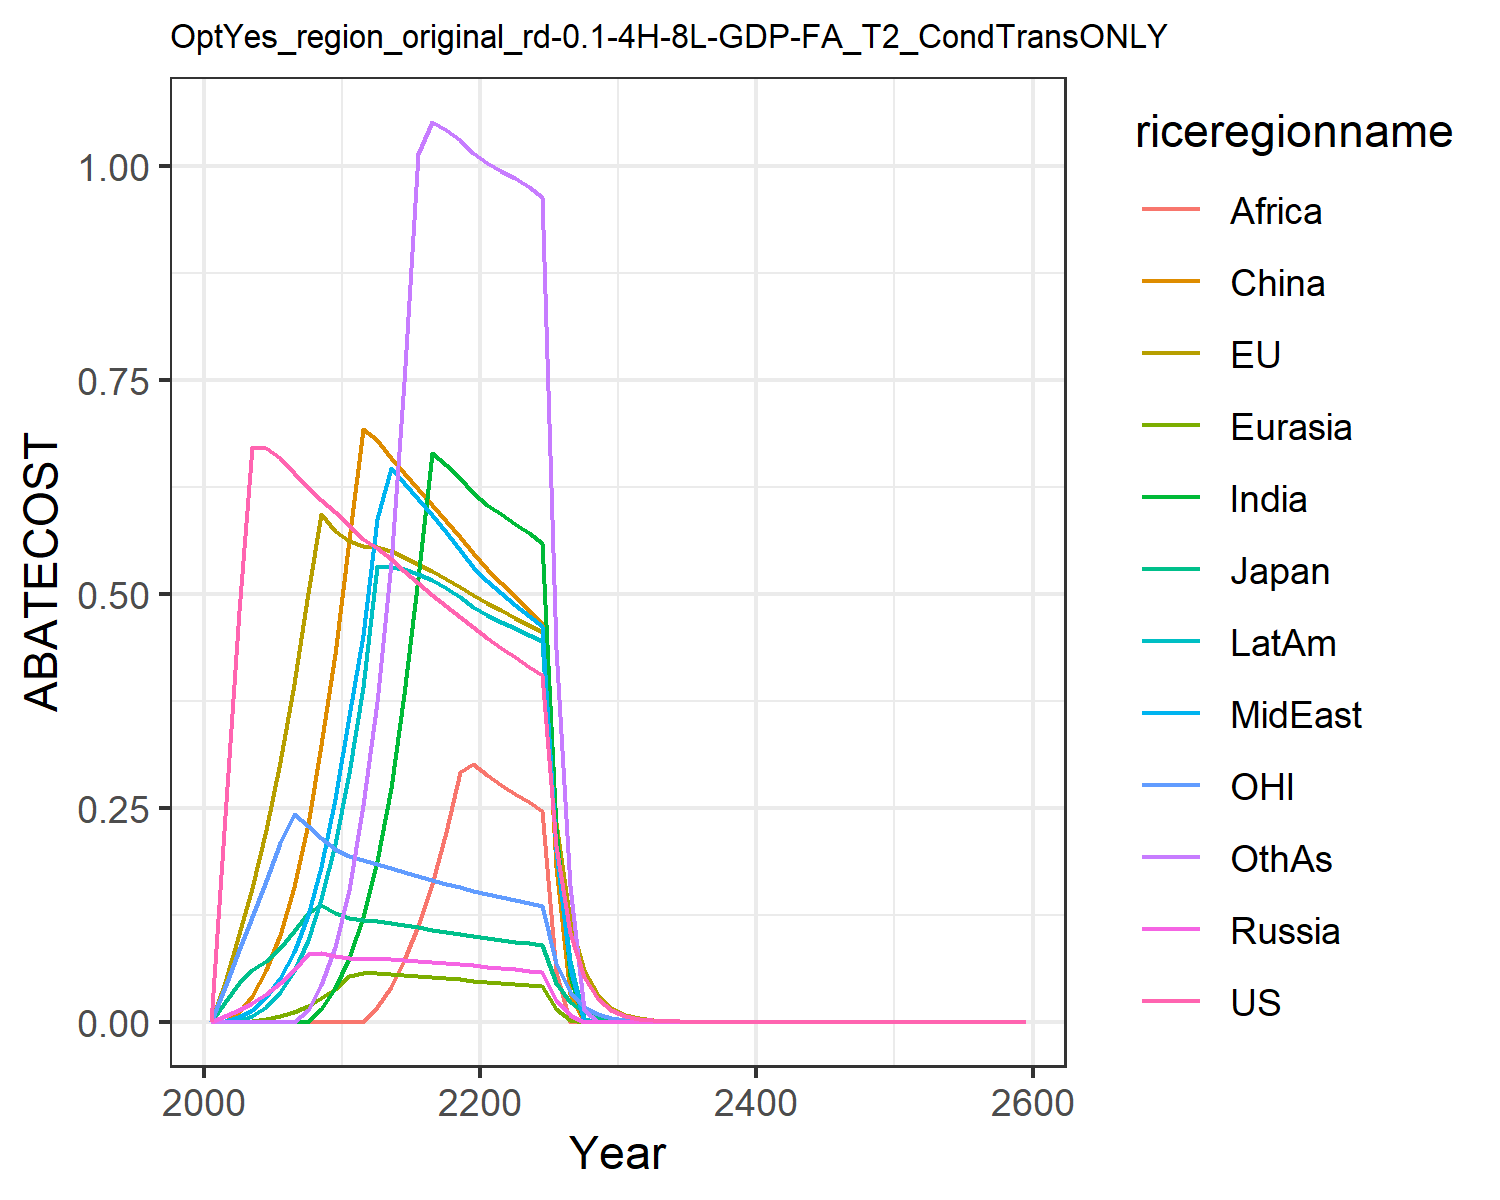 OptYes_region_original_rd-0.1-4H-8L-GDP-FA_T2_CondTransONLY
1.00
0.75
0.50
0.25
0.00
ABATECOST
2000
2200
2400
2600
Year
riceregionname
Africa
China
EU
Eurasia
India
Japan
LatAm
MidEast
OHI
OthAs
Russia
US